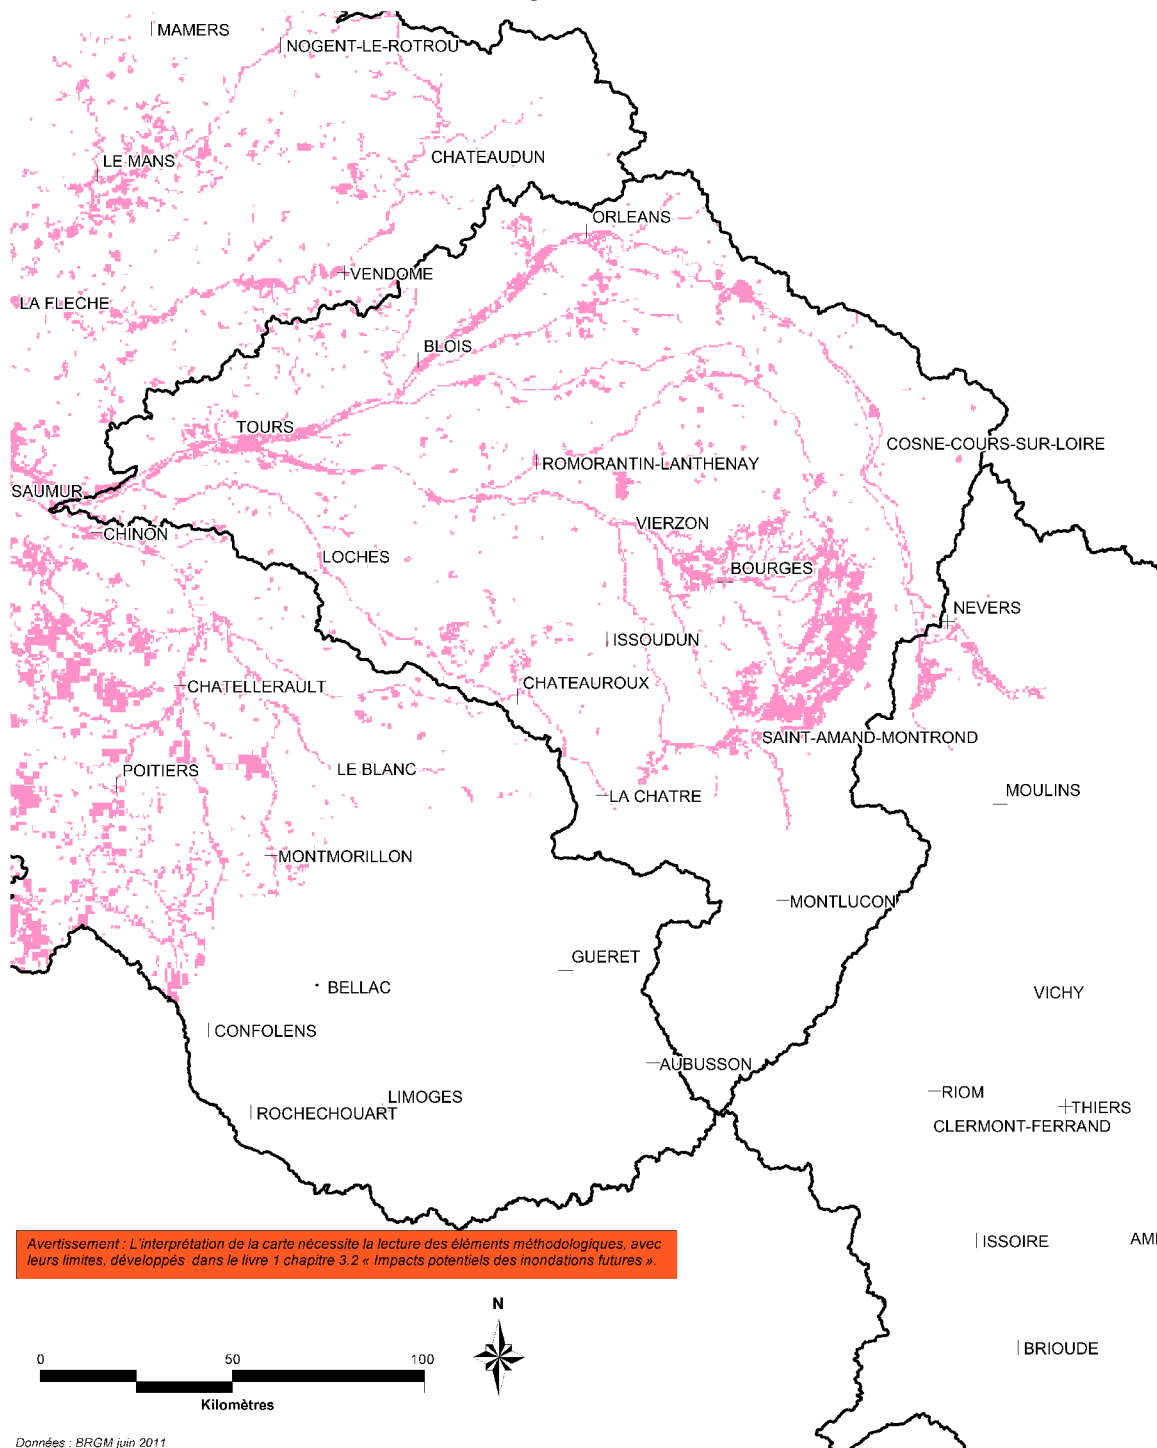 MAMERS
NOGENT-LE-ROTROU
LE MANS
CHATEAUDUN
ORLEANS
VENDOME
LA FLECHE
BLOIS
TOURS
COSNE-COURS-SUR-LOIRE
ROMORANTIN-LANTHENAY
SAUMUR
VIERZON
CHINON
LOCHES
BOURGES
NEVERS
ISSOUDUN
CHATEAUROUX
CHATELLERAULT
SAINT-AMAND-MONTROND
POITIERS
LE BLANC
LA CHATRE
MOULINS
MONTMORILLON
MONTLUCON
GUERET
BELLAC
VICHY
CONFOLENS
AUBUSSON
RIOM
LIMOGES
ROCHECHOUART
THIERS
CLERMONT-FERRAND
Avertissement : L'interprétation de la carte nécessite la lecture des éléments méthodologiques, avec
leurs limites, développés dans le livre 1 chapitre 3.2 « Impacts potentiels des inondations futures ».
ISSOIRE
AM
N
BRIOUDE
0 50 100
Kilomètres
Données : BRGM juin 2011